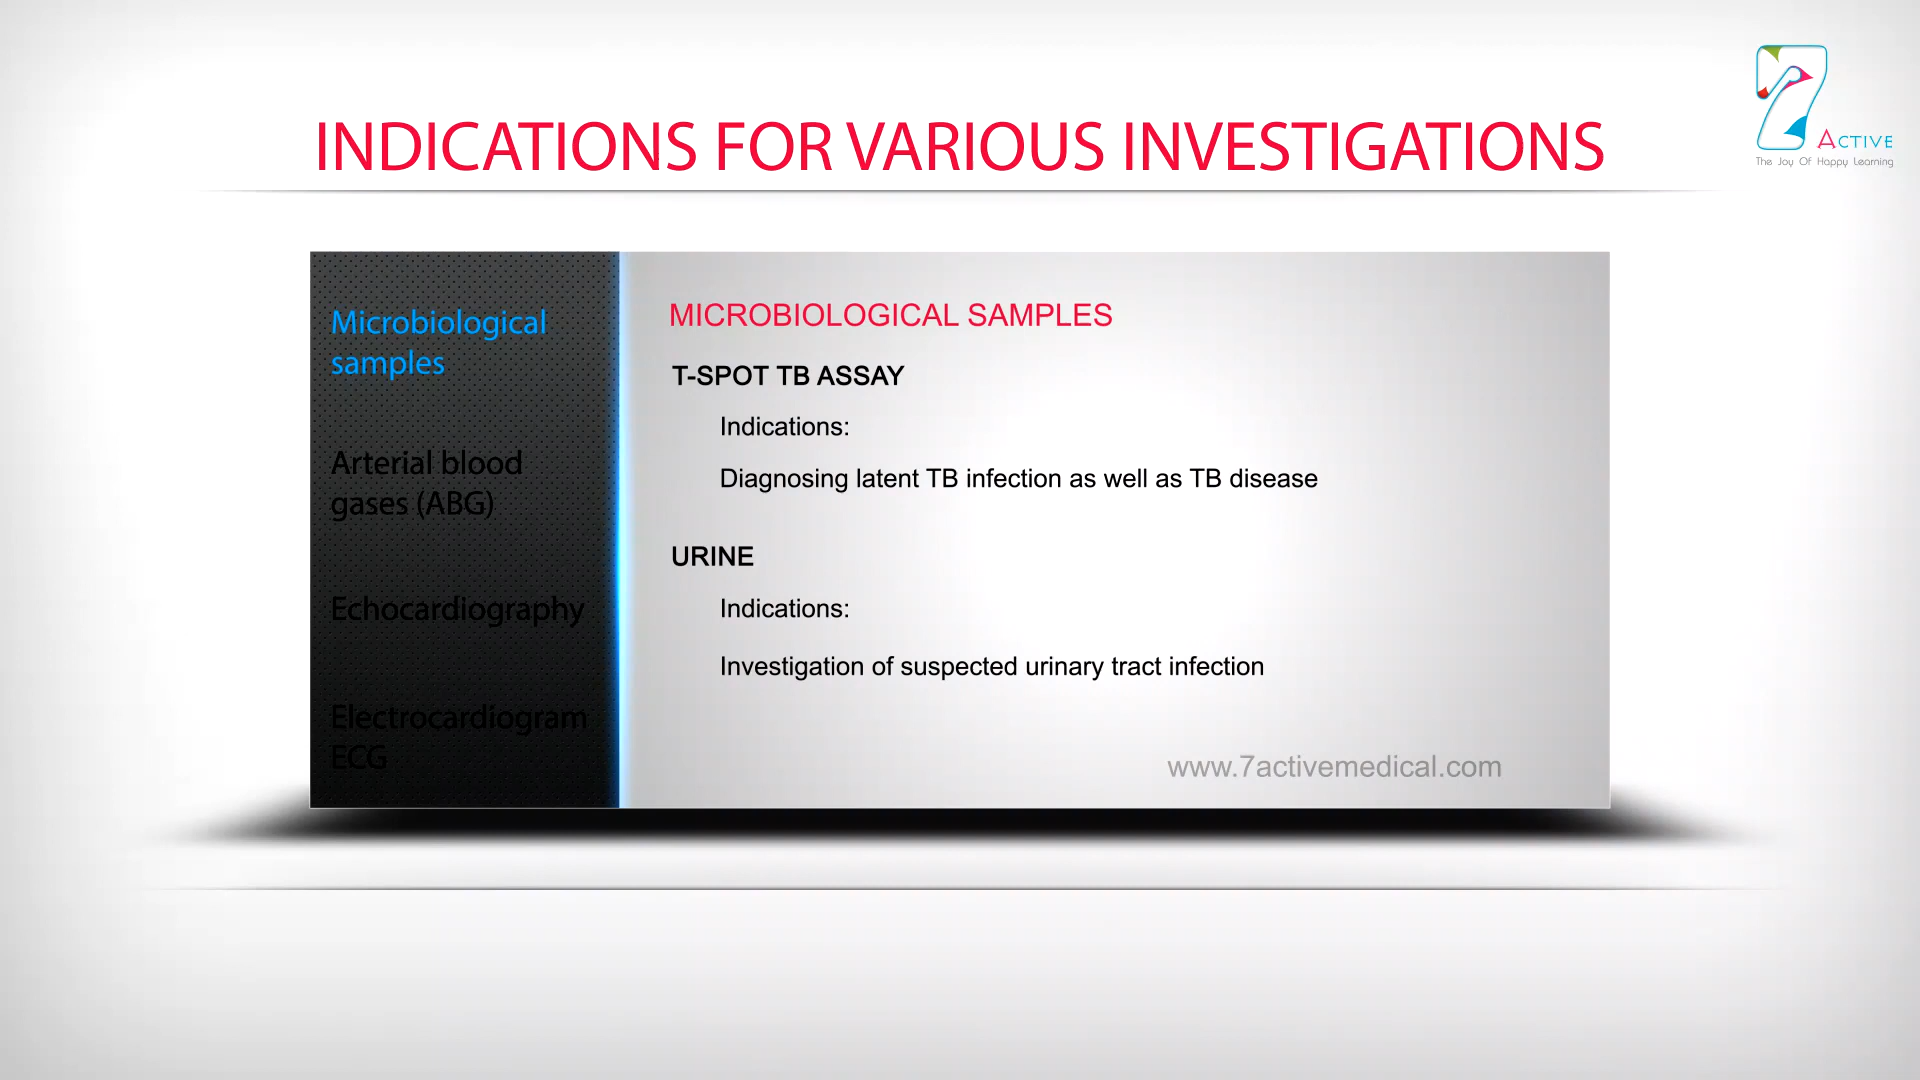 INDICATIONS FOR VARIOUS INVESTIGATIONS
7 ACTIVE
The Joy Of Happy Learning
Microbiological
samples
Arterial blood
gases (ABG)
Echocardiography
Electrocardiogram
ECG
MICROBIOLOGICAL SAMPLES
T-SPOT TB ASSAY
Indications:
Diagnosing latent TB infection as well as TB disease
URINE
Indications:
Investigation of suspected urinary tract infection
www.7activemedical.com